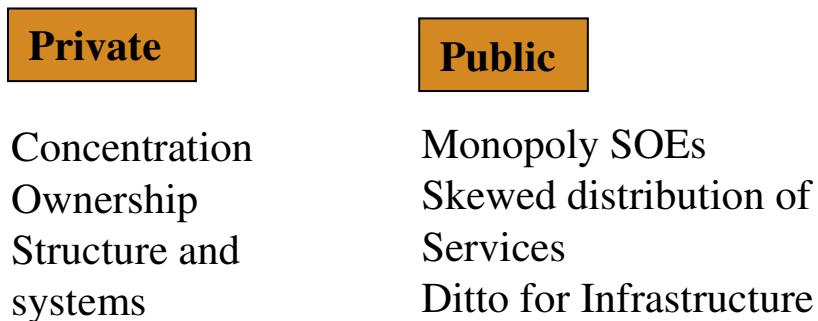 Private
Concentration
Ownership
Structure and
systems
Public
Monopoly SOEs
Skewed distribution of
Services
Ditto for Infrastructure